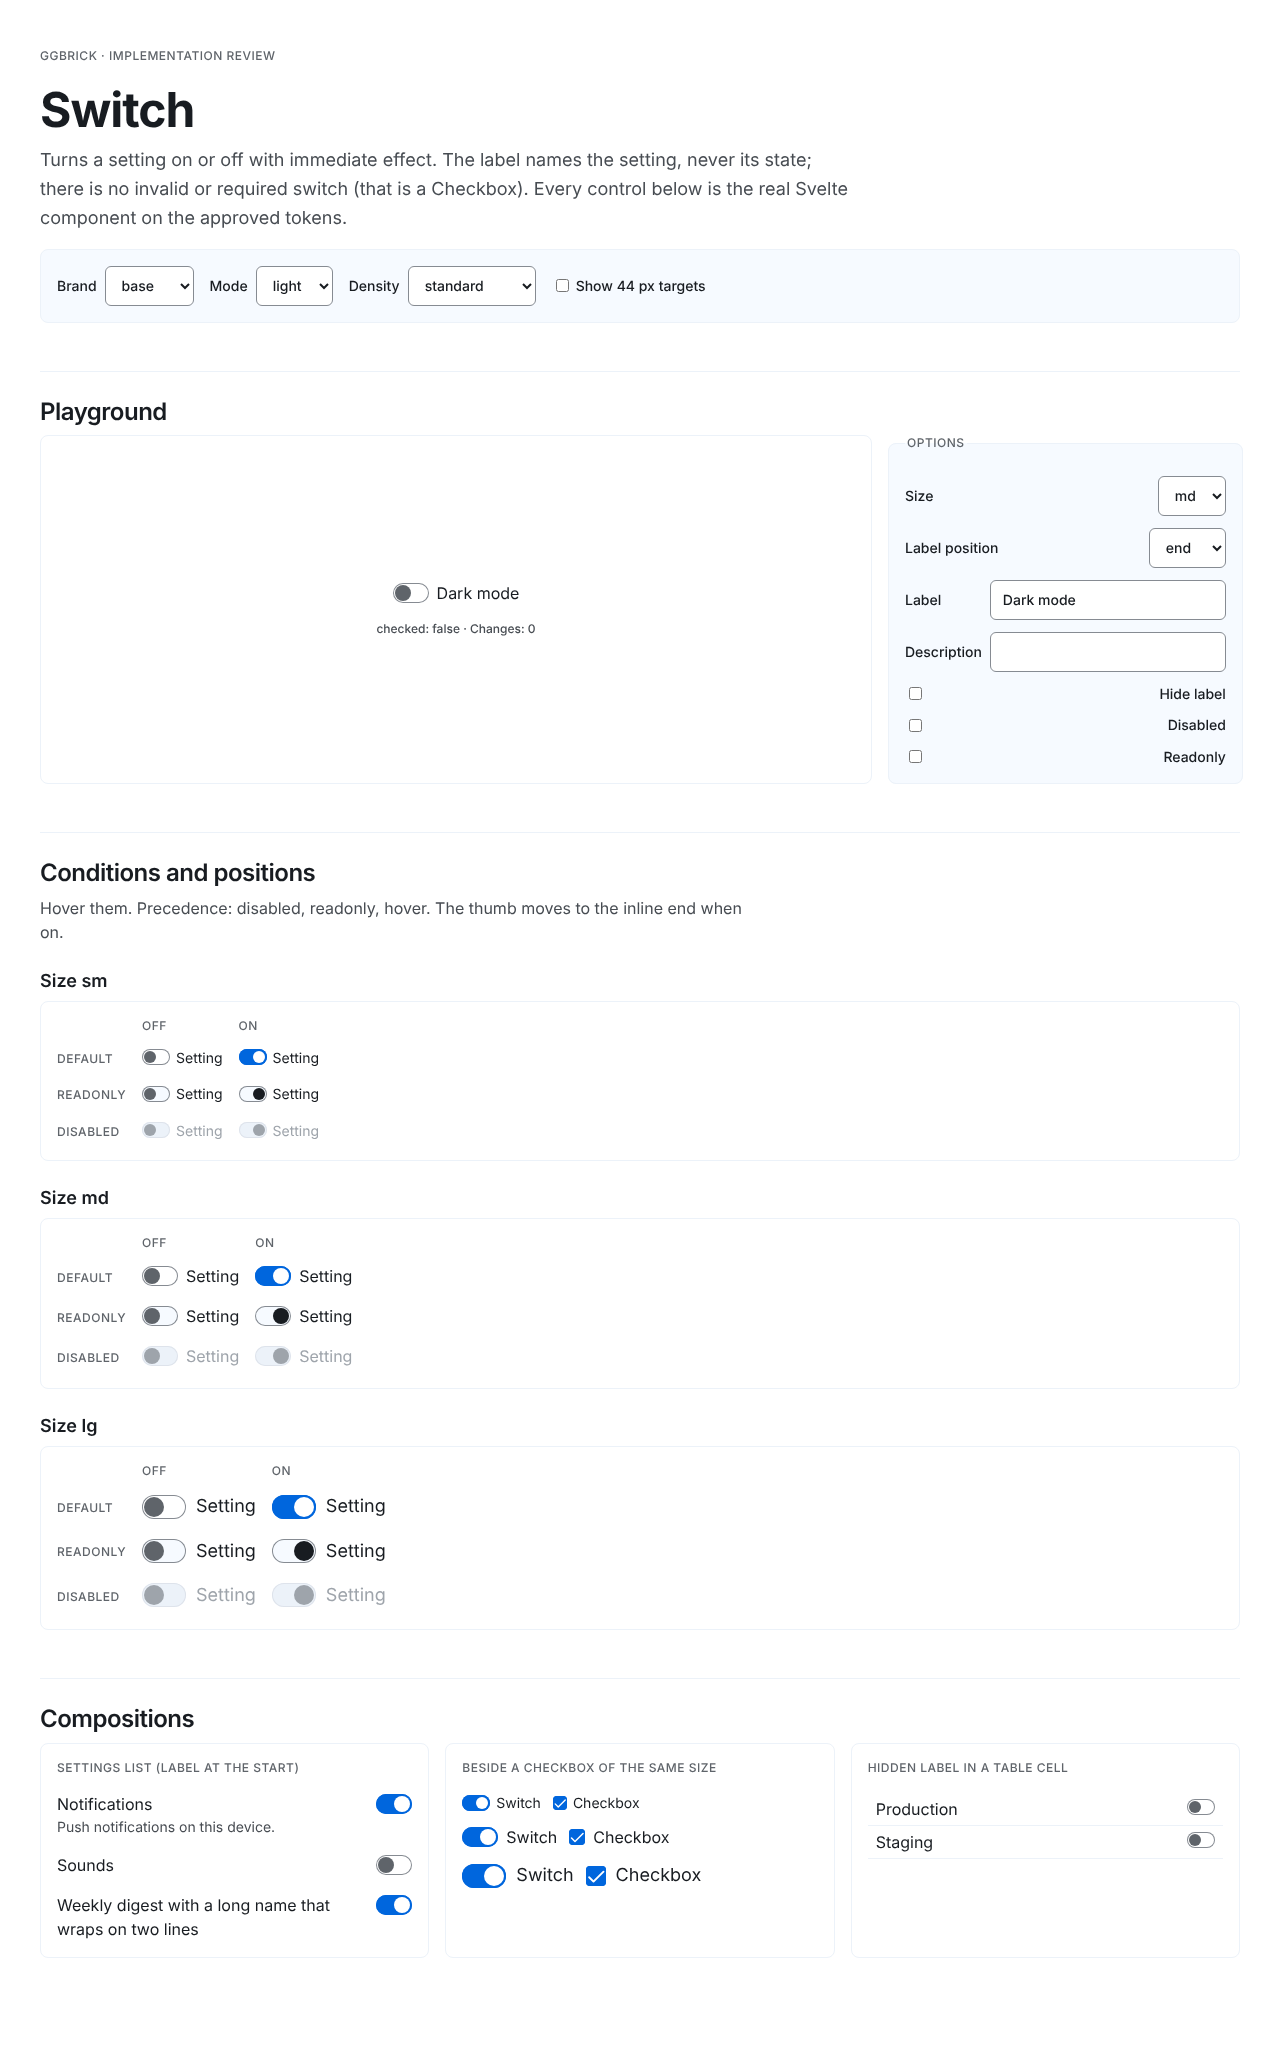 GGBRICK · IMPLEMENTATION REVIEW
Switch
Turns a setting on or off with immediate effect. The label names the setting, never its state;
there is no invalid or required switch (that is a Checkbox). Every control below is the real Svelte
component on the approved tokens.
Brand base Mode light Density standard Show 44 px targets
Playground
Dark mode
checked: false · Changes: 0
OPTIONS
Size md
Label position end
Label Dark mode
Description
Hide label
Disabled
Readonly
Conditions and positions
Hover them. Precedence: disabled, readonly, hover. The thumb moves to the inline end when
on.
Size sm
OFF ON
DEFAULT Setting Setting
READONLY Setting Setting
DISABLED Setting Setting
Size md
OFF ON
DEFAULT Setting Setting
READONLY Setting Setting
DISABLED Setting Setting
Size lg
OFF ON
DEFAULT Setting Setting
READONLY Setting Setting
DISABLED Setting Setting
Compositions
SETTINGS LIST (LABEL AT THE START)
Notifications
Push notifications on this device.
Sounds
Weekly digest with a long name that
wraps on two lines
BESIDE A CHECKBOX OF THE SAME SIZE
Switch Checkbox
Switch Checkbox
Switch Checkbox
HIDDEN LABEL IN A TABLE CELL
Production
Staging